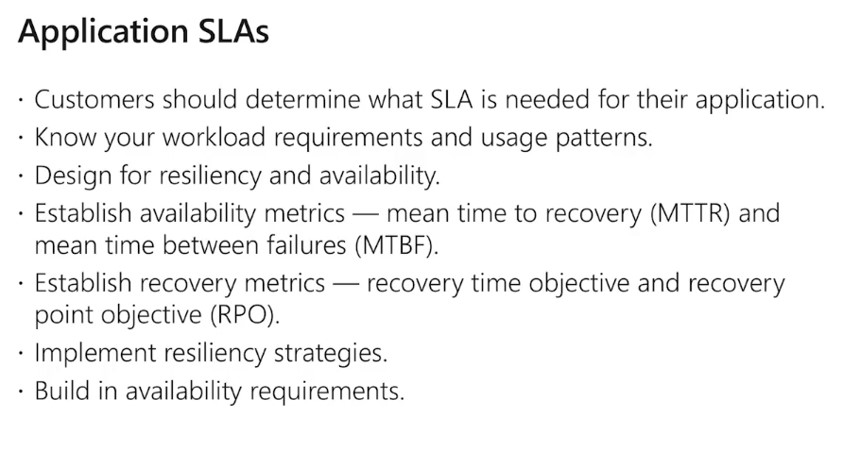 Application SLAs
· Customers should determine what SLA is needed for their application.
· Know your workload requirements and usage patterns.
· Design for resiliency and availability.
· Establish availability metrics — mean time to recovery (MTTR) and
mean time between failures (MTBF).
· Establish recovery metrics — recovery time objective and recovery
point objective (RPO).
· Implement resiliency strategies.
· Build in availability requirements.